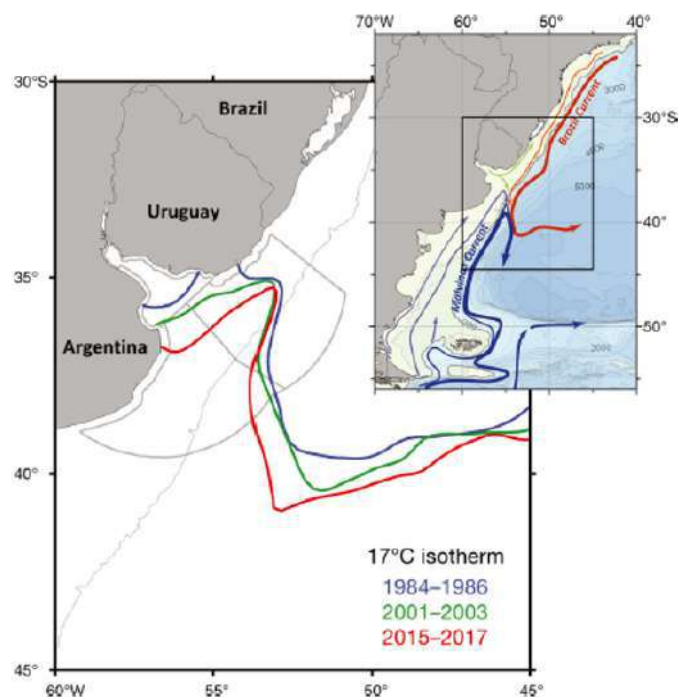 70°W 60° 50° 40°
30°S
Brazil
Brazil Current
3000
4000
5000
30°S
Uruguay
40°
Malvinas Current
35°
Argentina
50°
2000
40°
17°C isotherm
1984–1986
2001–2003
2015–2017
45°
60°W 55° 50° 45°